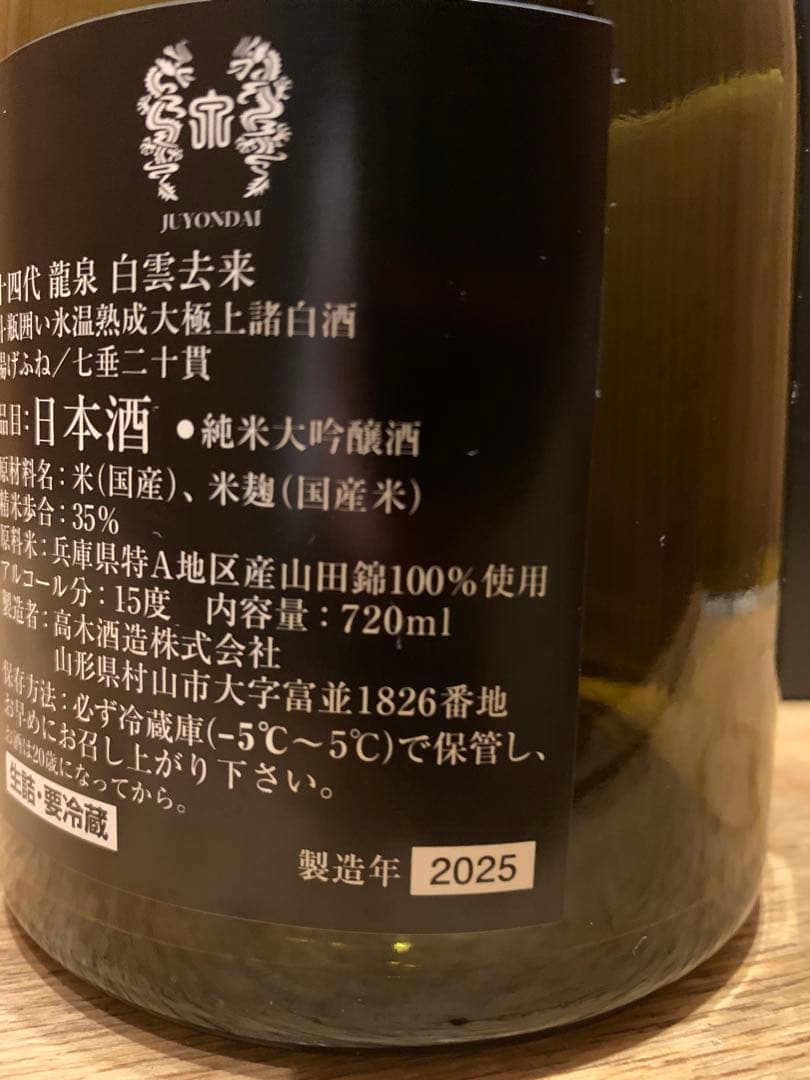 泉
JUYONDAI
十四代 龍泉 白雲去来
斗瓶囲い氷温熟成大極上諸白酒
揚げふね/七垂二十貫
品目:日本酒 ●純米大吟醸酒
原材料名:米(国産)、米麹(国産米)
精米歩合:35%
原料米:兵庫県特A地区産山田錦100%使用
アルコール分:15度 内容量:720ml
製造者:高木酒造株式会社
山形県村山市大字富並1826番地
保存方法:必ず冷蔵庫(-5℃〜5℃)で保管し、
お早めにお召し上がり下さい。
お酒は20歳になってから。
生詰・要冷蔵
製造年 2025